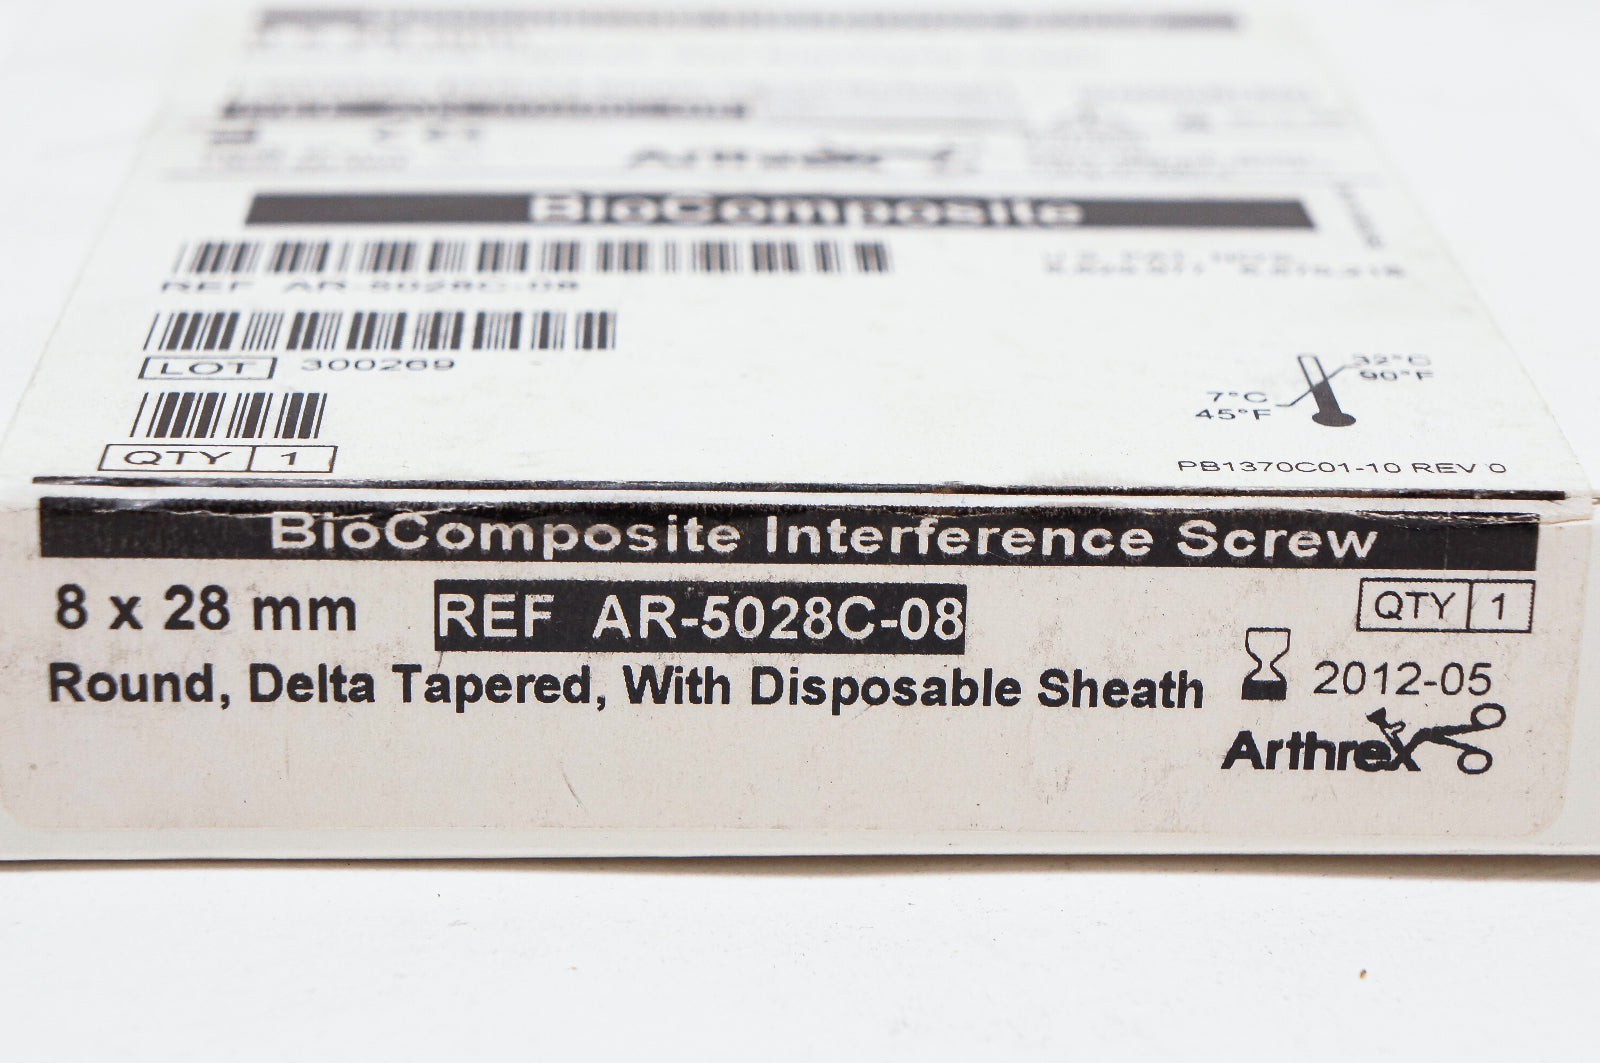 Arthrex
BioComposite
REF AR-5028C-08
LOT 300269
32°C
90°F
7°C
45°F
QTY 1
PB1370C01-10 REV 0
BioComposite Interference Screw
8 x 28 mm REF AR-5028C-08 QTY 1
Round, Delta Tapered, With Disposable Sheath 2012-05
Arthrex